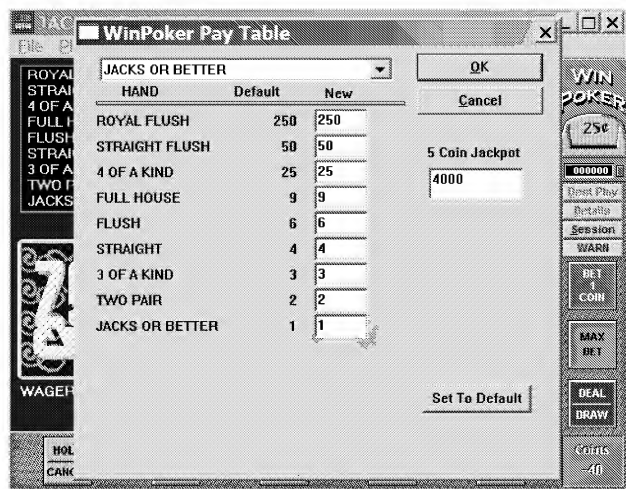 JAC
WinPoker Pay Table
File
JACKS OR BETTER
OK
HAND Default New
Cancel
ROYAL FLUSH 250 250
STRAIGHT FLUSH 50 50
4 OF A KIND 25 25
FULL HOUSE 9 9
FLUSH 6 6
STRAIGHT 4 4
3 OF A KIND 3 3
TWO PAIR 2 2
JACKS OR BETTER 1 1
5 Coin Jackpot
4000
Set To Default
ROYAL
STRAI
4 OF A
FULL H
FLUSH
STRAI
3 OF A
TWO P
JACKS
WAGER
HOL
CANC
WIN
POKER
25¢
000000
Best Play
Details
Session
WARN
BET
1
COIN
MAX
BET
DEAL
DRAW
Coins
-40